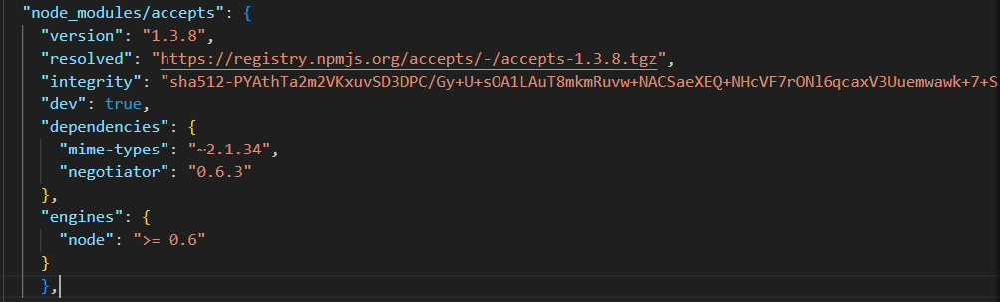 "node_modules/accepts": {
"version": "1.3.8",
"resolved": "https://registry.npmjs.org/accepts/-/accepts-1.3.8.tgz",
"integrity": "sha512-PYAthTa2m2VKxuvSD3DPC/Gy+U+sOA1LAuT8mkmRuvw+NACSaeXEQ+NHcVF7rONl6qcaxV3Uuemwawk+7+S
"dev": true,
"dependencies": {
"mime-types": "~2.1.34",
"negotiator": "0.6.3"
},
"engines": {
"node": ">= 0.6"
}
},